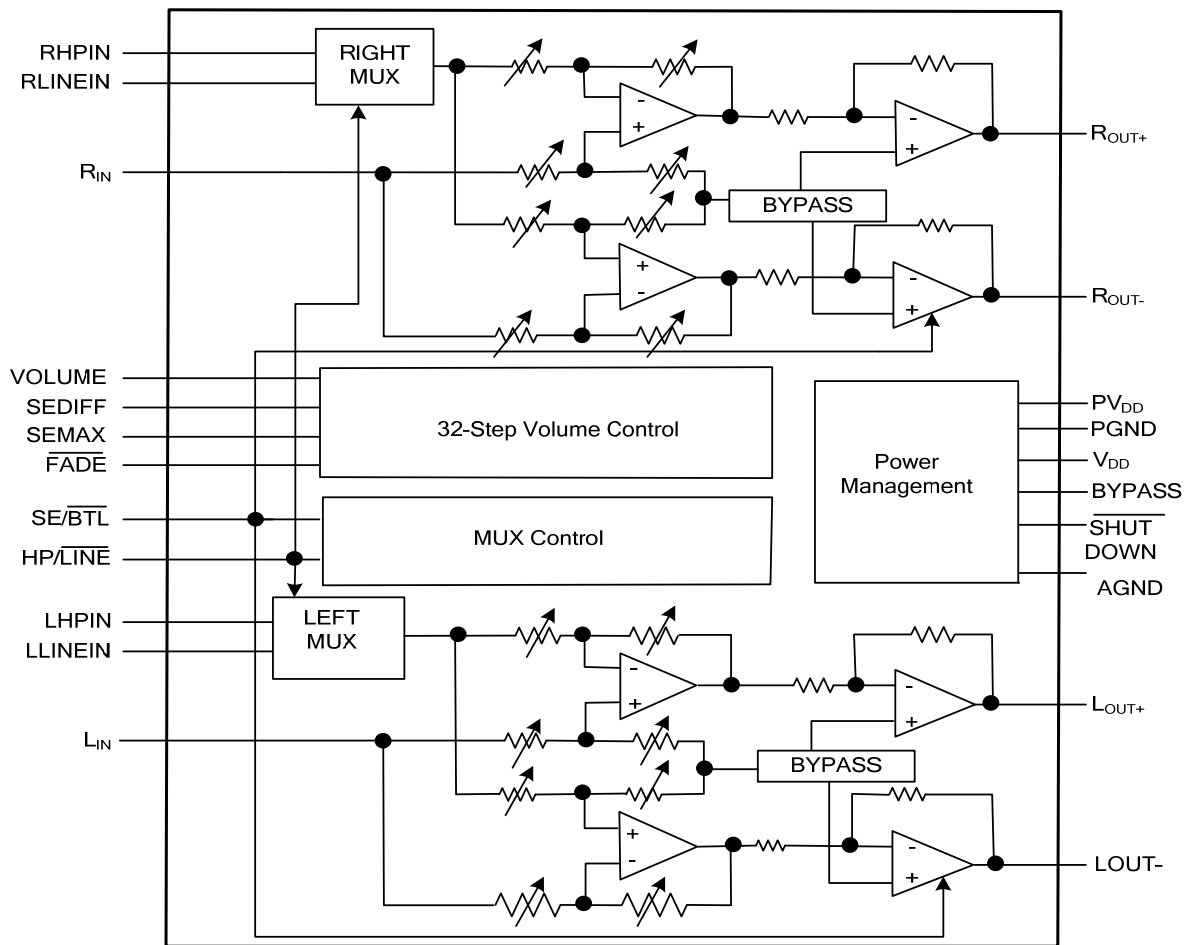 RHPIN
RLINEIN
RIGHT
MUX
RIN
ROUT+
BYPASS
ROUT-
VOLUME
SEDIFF
SEMAX
FADE
32-Step Volume Control
SE/BTL
HP/LINE
MUX Control
Power
Management
PVDD
PGND
VDD
BYPASS
SHUT
DOWN
AGND
LHPIN
LLINEIN
LEFT
MUX
LIN
LOUT+
BYPASS
LOUT-
-
+
-
+
+
-
-
+
-
+
-
+
+
-
-
+